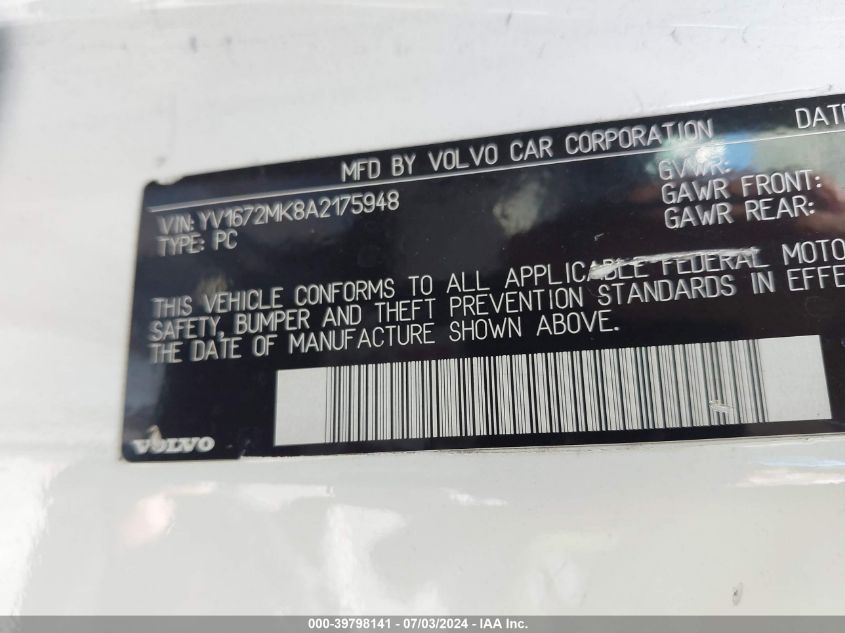 MFD BY VOLVO CAR CORPORATION DATE
VIN: YV1672MK8A2175948 GVWR:
TYPE: PC GAWR FRONT:
GAWR REAR:
THIS VEHICLE CONFORMS TO ALL APPLICABLE FEDERAL MOTO
SAFETY, BUMPER AND THEFT PREVENTION STANDARDS IN EFFE
THE DATE OF MANUFACTURE SHOWN ABOVE.
VOLVO
000-39798141 - 07/03/2024 - IAA Inc.